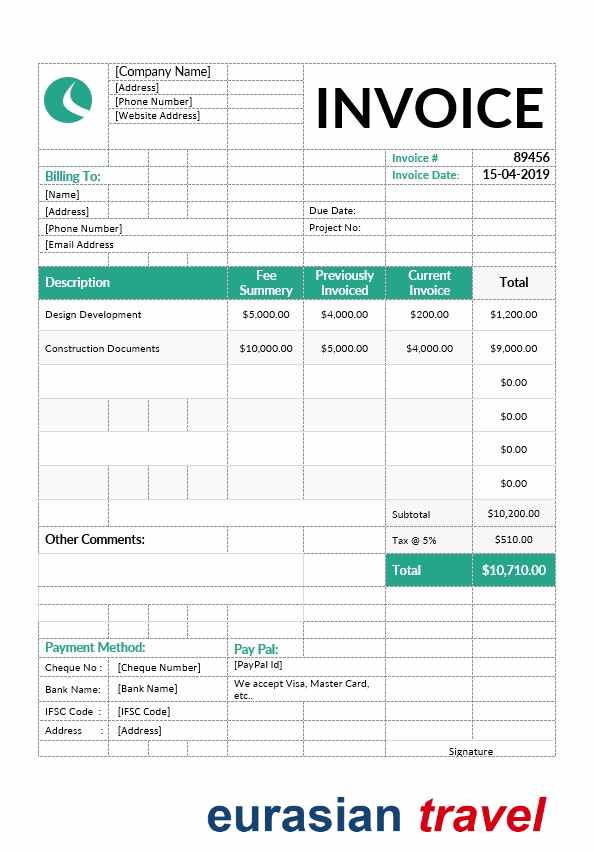 [Company Name]
[Address]
[Phone Number]
[Website Address]
INVOICE
Invoice # 89456
Billing To: Invoice Date: 15-04-2019
[Name]
[Address] Due Date:
[Phone Number] Project No:
[Email Address
Description Fee Summery Previously Invoiced Current Invoice Total
Design Development $5,000.00 $4,000.00 $200.00 $1,200.00
Construction Documents $10,000.00 $5,000.00 $4,000.00 $9,000.00
$0.00
$0.00
$0.00
$0.00
Subtotal $10,200.00
Other Comments: Tax @ 5% $510.00
Total $10,710.00
Payment Method: Pay Pal:
Cheque No : [Cheque Number] [PayPal Id]
Bank Name: [Bank Name] We accept Visa, Master Card, etc..
IFSC Code : [IFSC Code]
Address : [Address]
Signature
eurasian travel